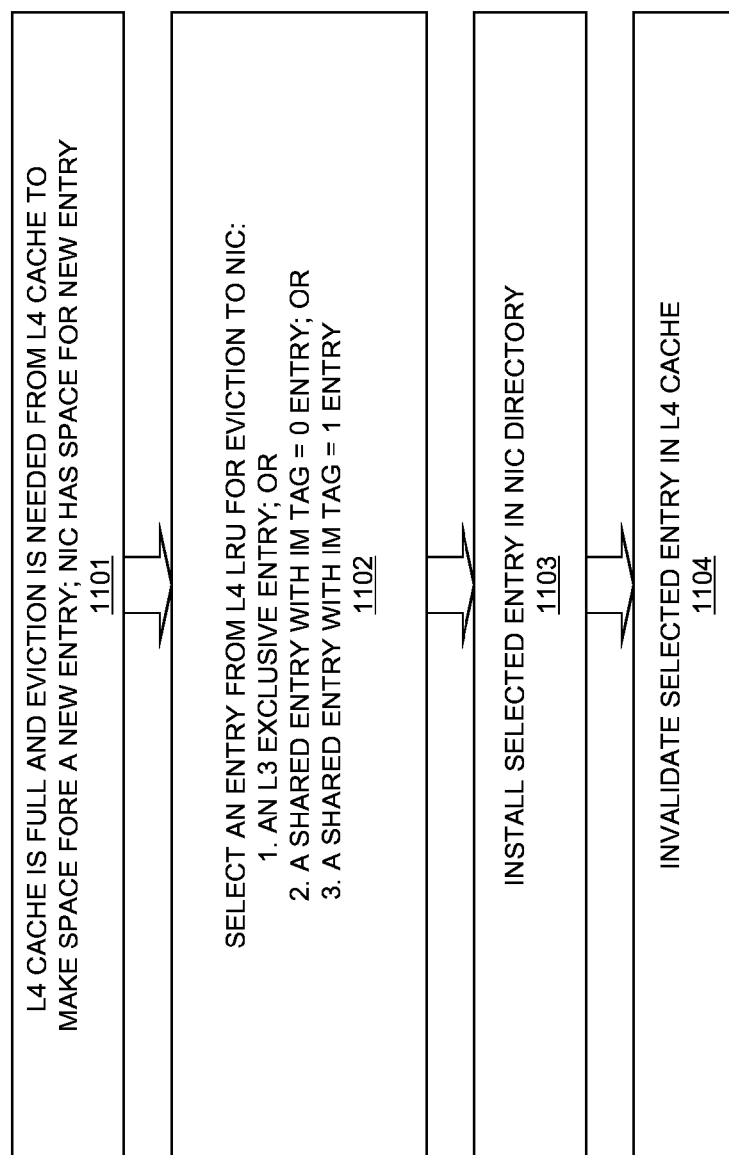 L4 CACHE IS FULL AND EVICTION IS NEEDED FROM L4 CACHE TO
MAKE SPACE FORE A NEW ENTRY; NIC HAS SPACE FOR NEW ENTRY
1101
SELECT AN ENTRY FROM L4 LRU FOR EVICTION TO NIC:
1. AN L3 EXCLUSIVE ENTRY; OR
2. A SHARED ENTRY WITH IM TAG = 0 ENTRY; OR
3. A SHARED ENTRY WITH IM TAG = 1 ENTRY
1102
INSTALL SELECTED ENTRY IN NIC DIRECTORY
1103
INVALIDATE SELECTED ENTRY IN L4 CACHE
1104